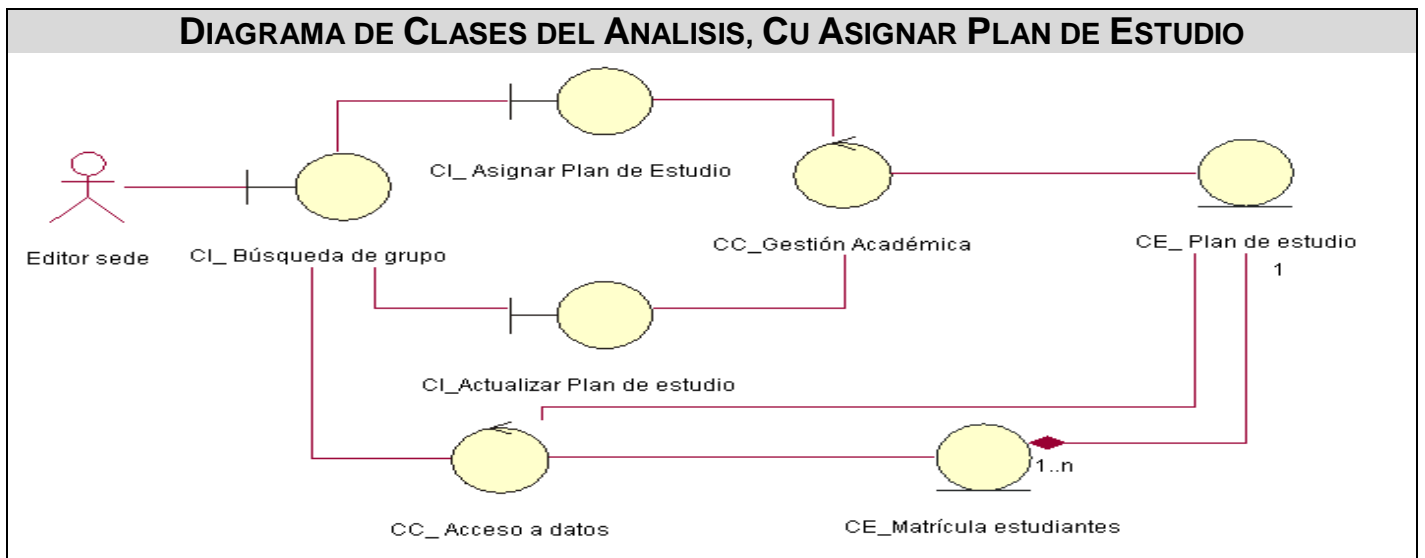 DIAGRAMA DE CLASES DEL ANALISIS, CU ASIGNAR PLAN DE ESTUDIO
CI_ Asignar Plan de Estudio
Editor sede
CI_ Búsqueda de grupo
CC_Gestión Académica
CE_ Plan de estudio
1
CI_Actualizar Plan de estudio
1..n
CC_ Acceso a datos
CE_Matrícula estudiantes